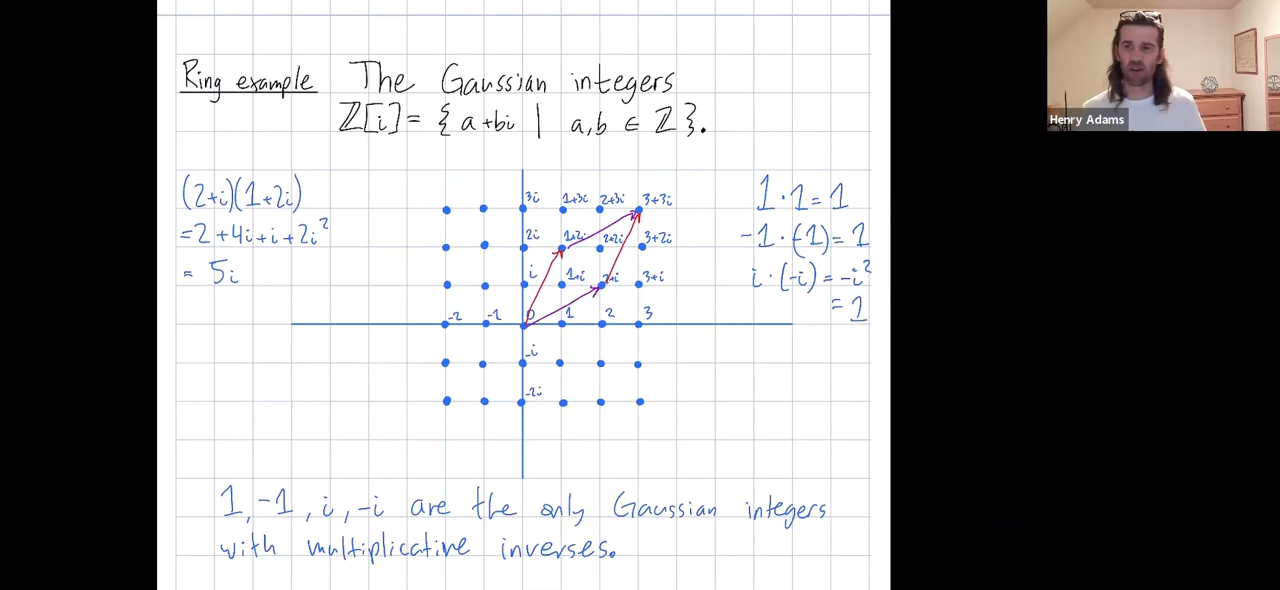 Ring example The Gaussian integers
ℤ[i] = { a+bi | a,b ∈ ℤ }.
Henry Adams
(2+i)(1+2i)
=2+4i+i+2i²
= 5i
3i 1+3i 2+3i 3+3i
2i 1+2i 2+2i 3+2i
i 1+i 2+i 3+i
-2 -1 0 1 2 3
-i
-2i
1·1=1
-1·(-1)=1
i·(-i)=-i²
=1
1, -1, i, -i are the only Gaussian integers
with multiplicative inverses.